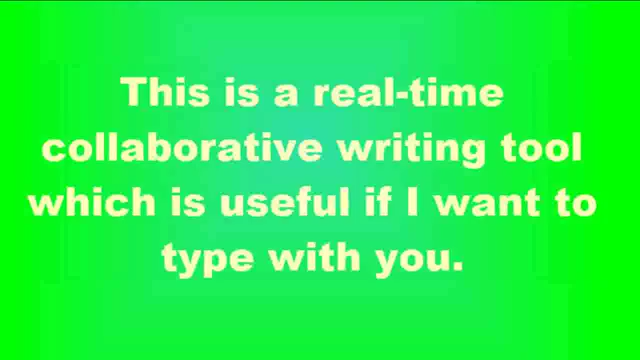 This is a real-time
collaborative writing tool
which is useful if I want to
type with you.